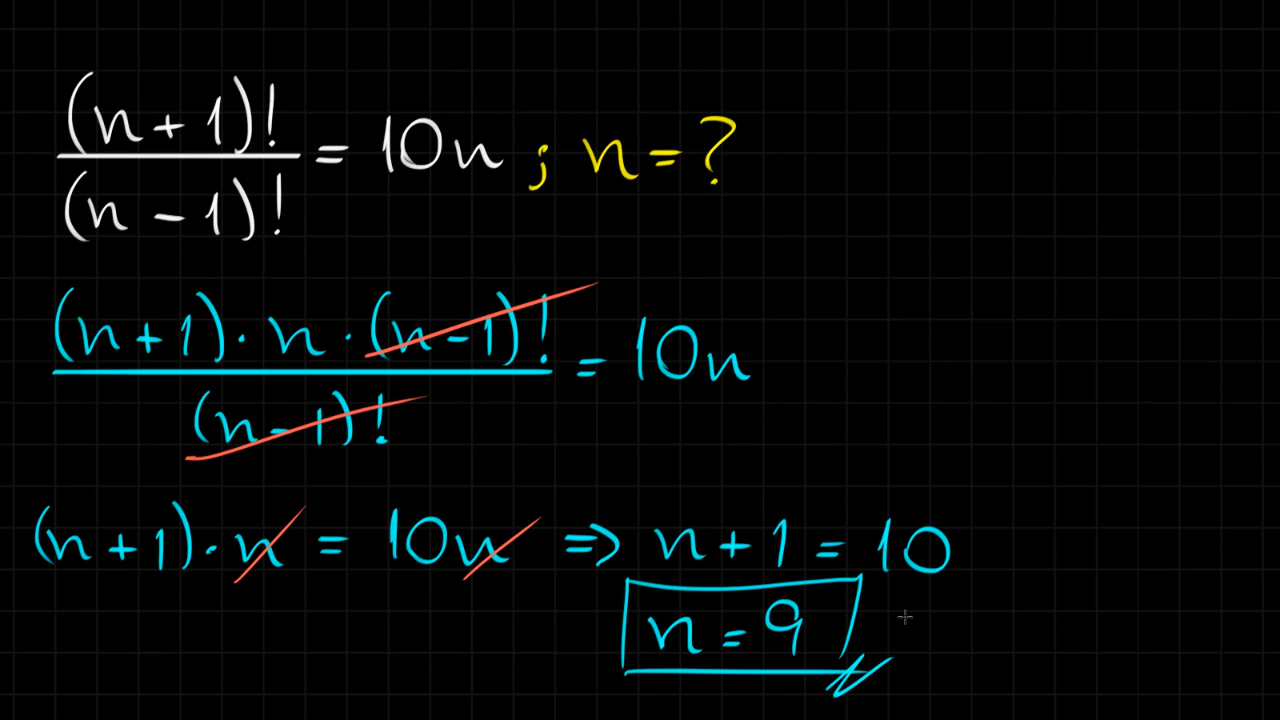 (n + 1)! / (n - 1)! = 10n ; n = ?
(n+1) · n · (n-1)! / (n-1)! = 10n
(n+1) · n = 10n ⇒ n+1 = 10
n = 9